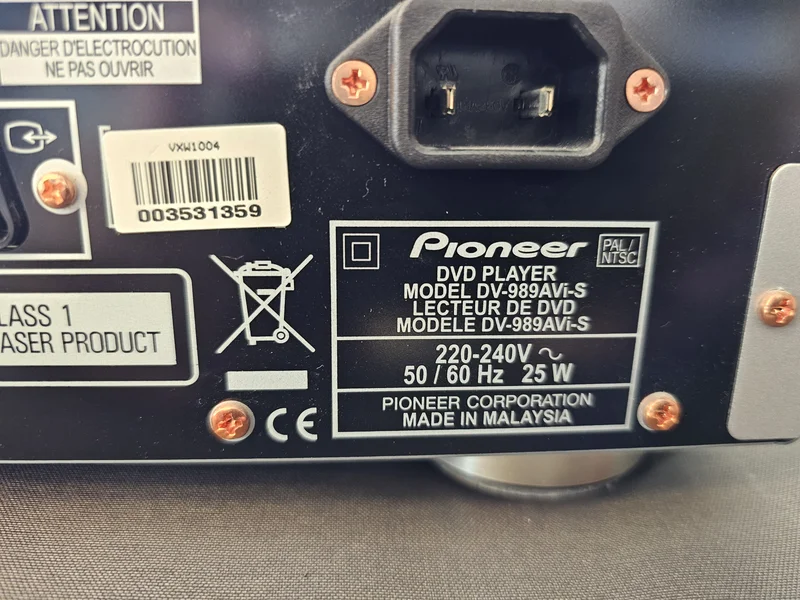 ATTENTION
DANGER D'ELECTROCUTION
NE PAS OUVRIR
VXW1004
003531359
LASS 1
ASER PRODUCT
Pioneer
PAL/
NTSC
DVD PLAYER
MODEL DV-989AVi-S
LECTEUR DE DVD
MODÈLE DV-989AVi-S
220-240V ~
50 / 60 Hz 25 W
PIONEER CORPORATION
MADE IN MALAYSIA
CE